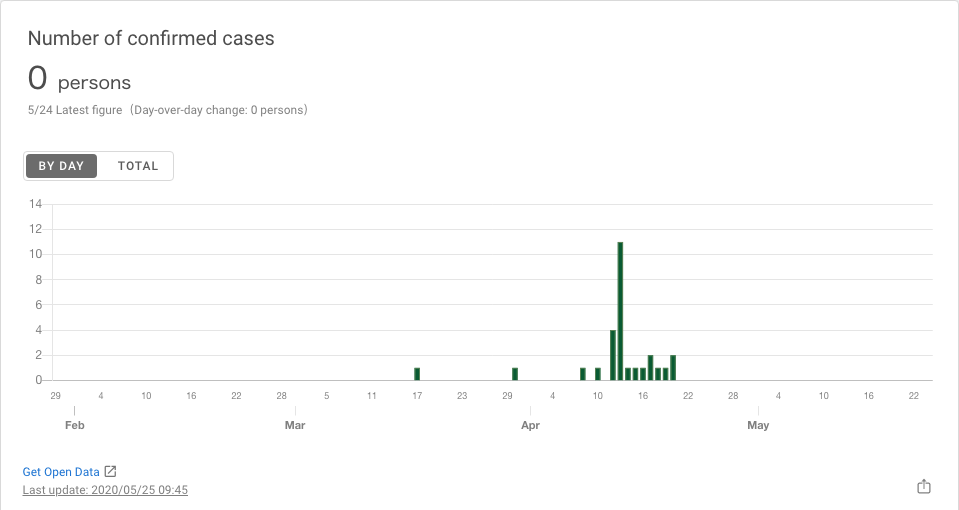 Number of confirmed cases
0 persons
5/24 Latest figure（Day-over-day change: 0 persons）
BY DAY TOTAL
14
12
10
8
6
4
2
0
29 4 10 16 22 28 5 11 17 23 29 4 10 16 22 28 4 10 16 22
Feb Mar Apr May
Get Open Data
Last update: 2020/05/25 09:45